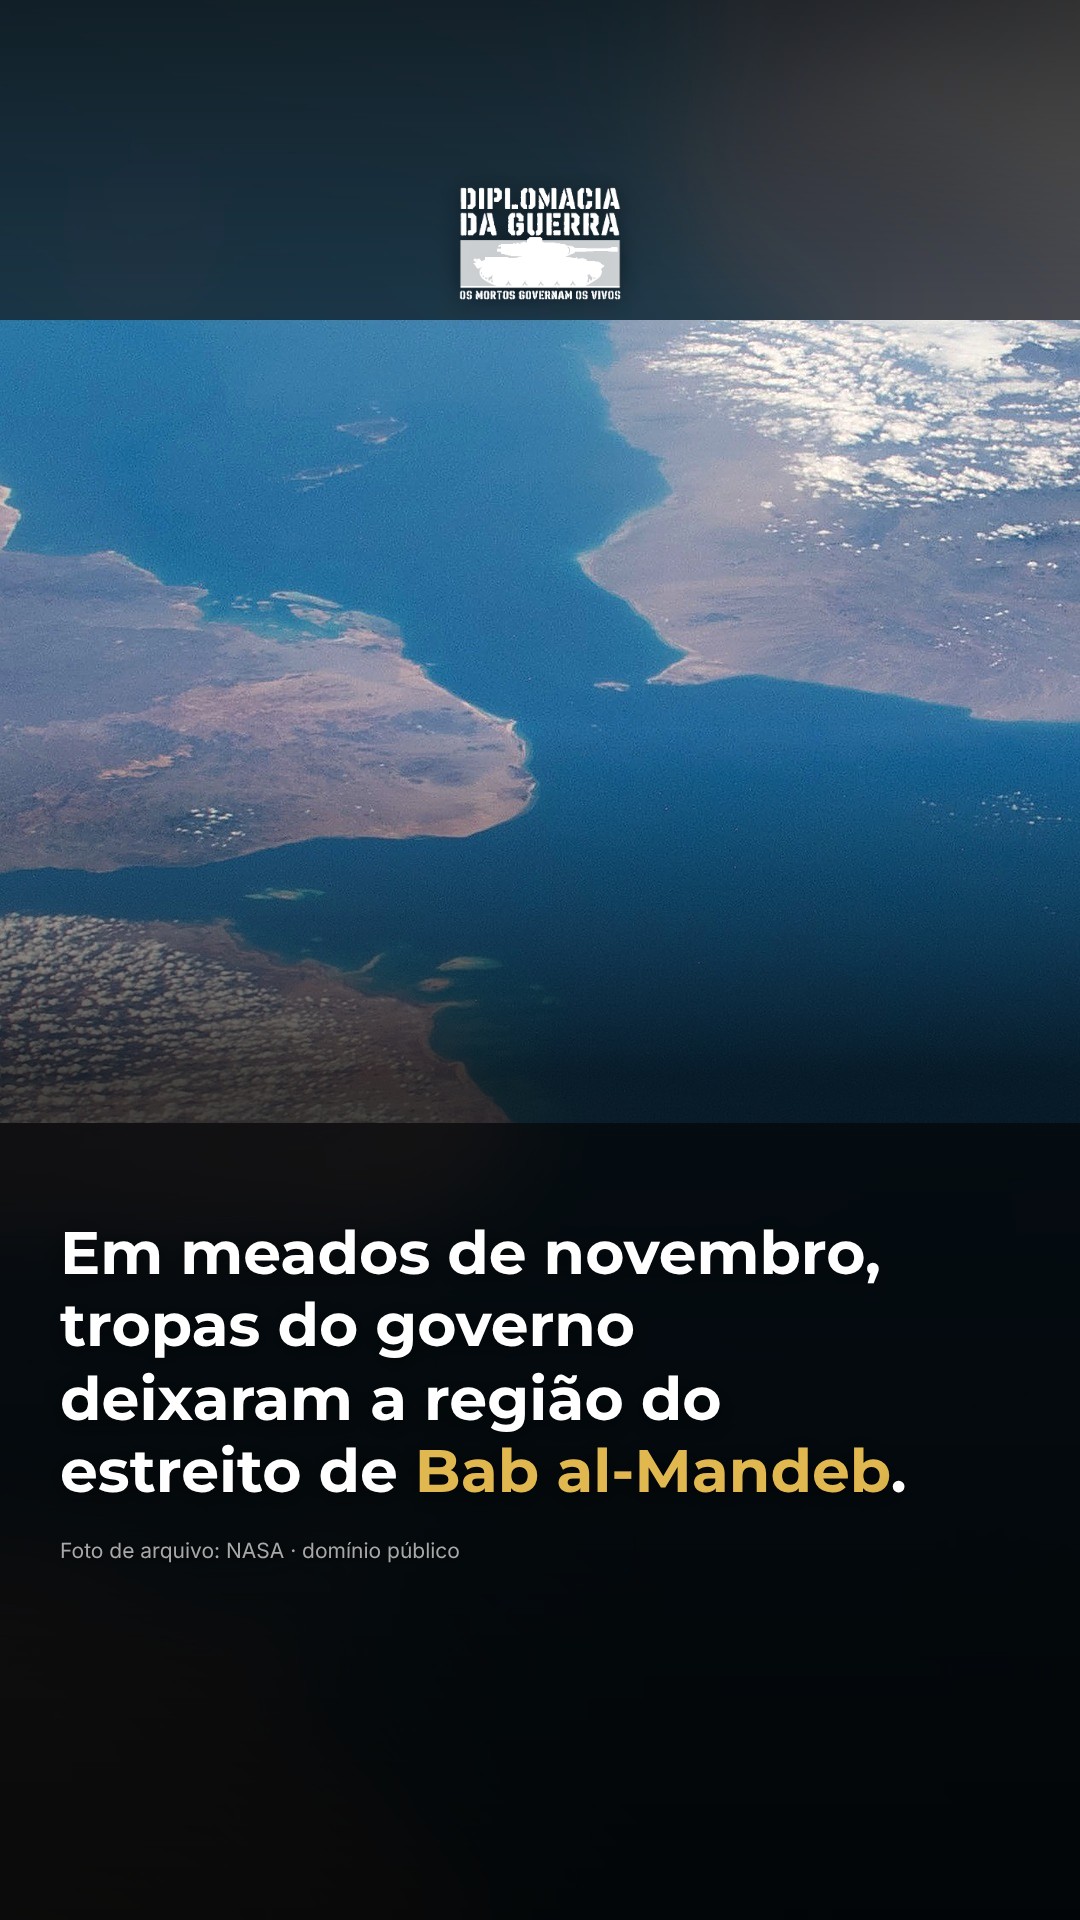 DIPLOMACIA
DA GUERRA
OS MORTOS GOVERNAM OS VIVOS
Em meados de novembro,
tropas do governo
deixaram a região do
estreito de Bab al-Mandeb.
Foto de arquivo: NASA · domínio público